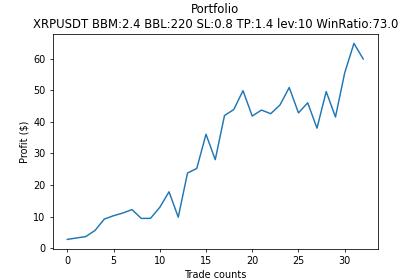 Portfolio
XRPUSDT BBM:2.4 BBL:220 SL:0.8 TP:1.4 lev:10 WinRatio:73.0
60
50
40
30
20
10
0
Profit ($)
0 5 10 15 20 25 30
Trade counts